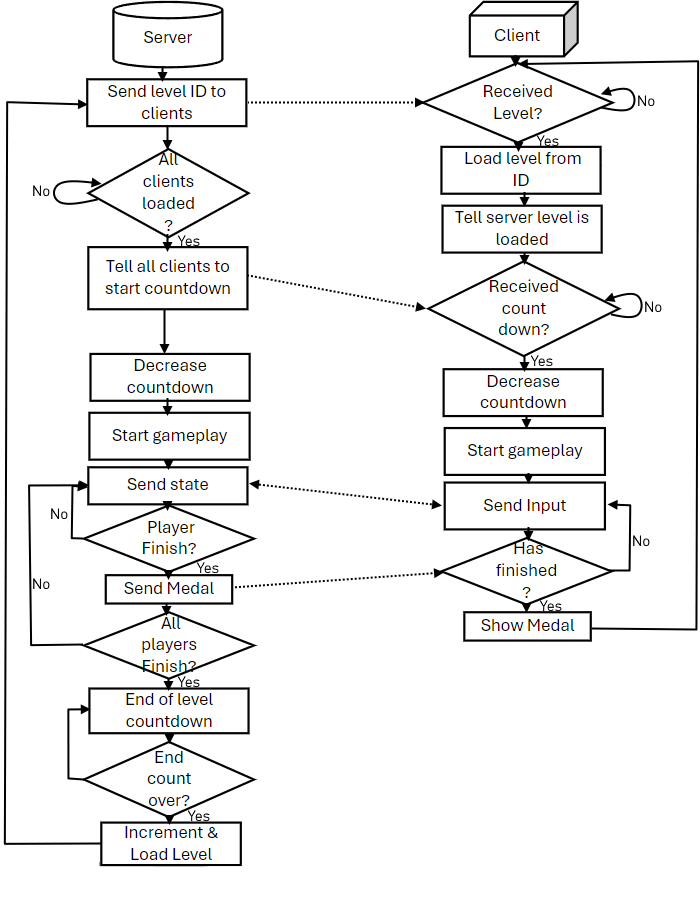 Server
Send level ID to
clients
All
clients
loaded
?
No
Yes
Tell all clients to
start countdown
Decrease
countdown
Start gameplay
Send state
No
Player
Finish?
Yes
Send Medal
No
All
players
Finish?
Yes
End of level
countdown
End
count
over?
Yes
Increment &
Load Level
Client
Received
Level?
No
Yes
Load level from
ID
Tell server level is
loaded
Received
count
down?
No
Yes
Decrease
countdown
Start gameplay
Send Input
No
Has
finished
?
Yes
Show Medal